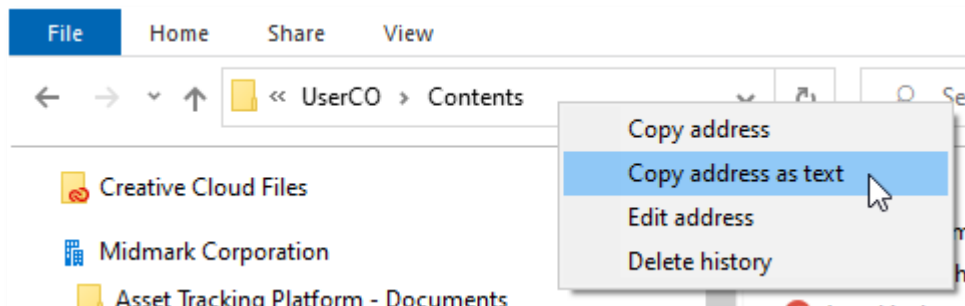 File Home Share View
« UserCO > Contents
Se
Copy address
Copy address as text
Edit address
Delete history
Creative Cloud Files
Midmark Corporation
Asset Tracking Platform - Documents